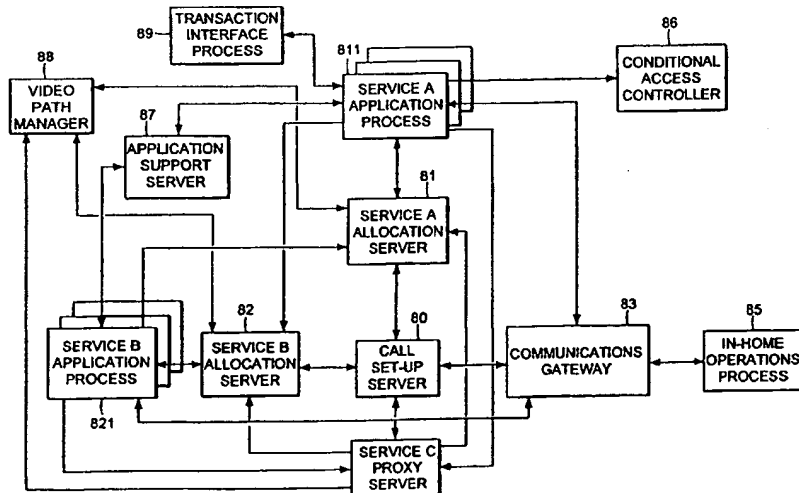 89
TRANSACTION
INTERFACE
PROCESS
811
SERVICE A
APPLICATION
PROCESS
86
CONDITIONAL
ACCESS
CONTROLLER
88
VIDEO
PATH
MANAGER
87
APPLICATION
SUPPORT
SERVER
81
SERVICE A
ALLOCATION
SERVER
SERVICE B
APPLICATION
PROCESS
821
82
SERVICE B
ALLOCATION
SERVER
80
CALL
SET-UP
SERVER
83
COMMUNICATIONS
GATEWAY
85
IN-HOME
OPERATIONS
PROCESS
SERVICE C
PROXY
SERVER